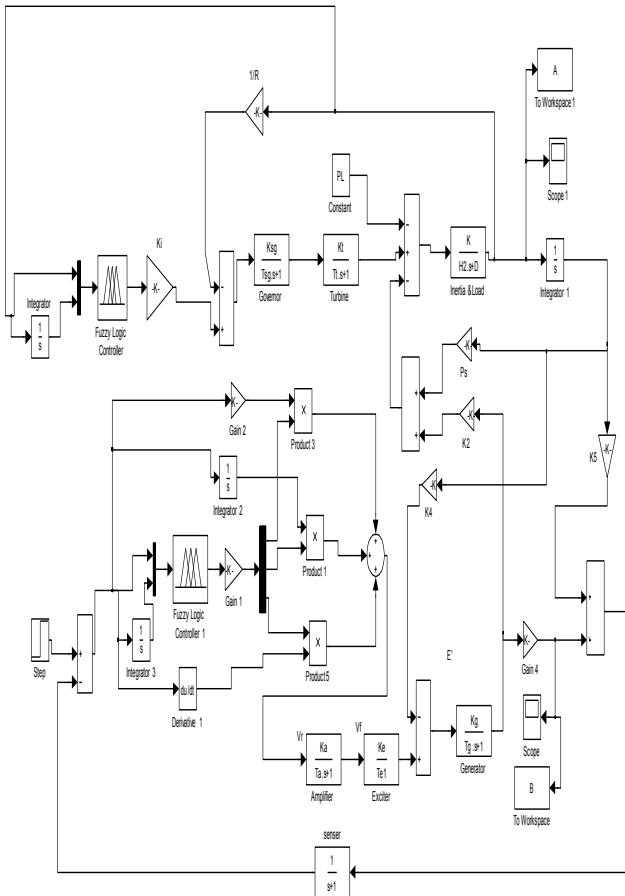 A
To Workspace 1
1/R
-K-
Scope 1
PL
Constant
Ki
Ksg
Tsg.s+1
Governor
Kt
Tt.s+1
Turbine
K
H2.s+D
Inertia &Load
1
s
Integrator 1
Integrator
1
s
Fuzzy Logic
Controller
-K-
-
+
-
+
-
-K-
Ps
+
+
K-
K2
-K-
K5
K-
Gain 2
X
Product 3
-K
K4
1
s
Integrator 2
X
Product 1
+
+
+
Fuzzy Logic
Controller 1
-K-
Gain 1
1
s
Integrator 3
X
Product5
du/dt
Derivative 1
Step
+
-
+
+
K-
Gain 4
E'
-
+
Kg
Tg .s+1
Generator
Vr
Ka
Ta.s+1
Amplifier
Vf
Ke
Te1
Exciter
Scope
B
To Workspace
senser
1
s+1